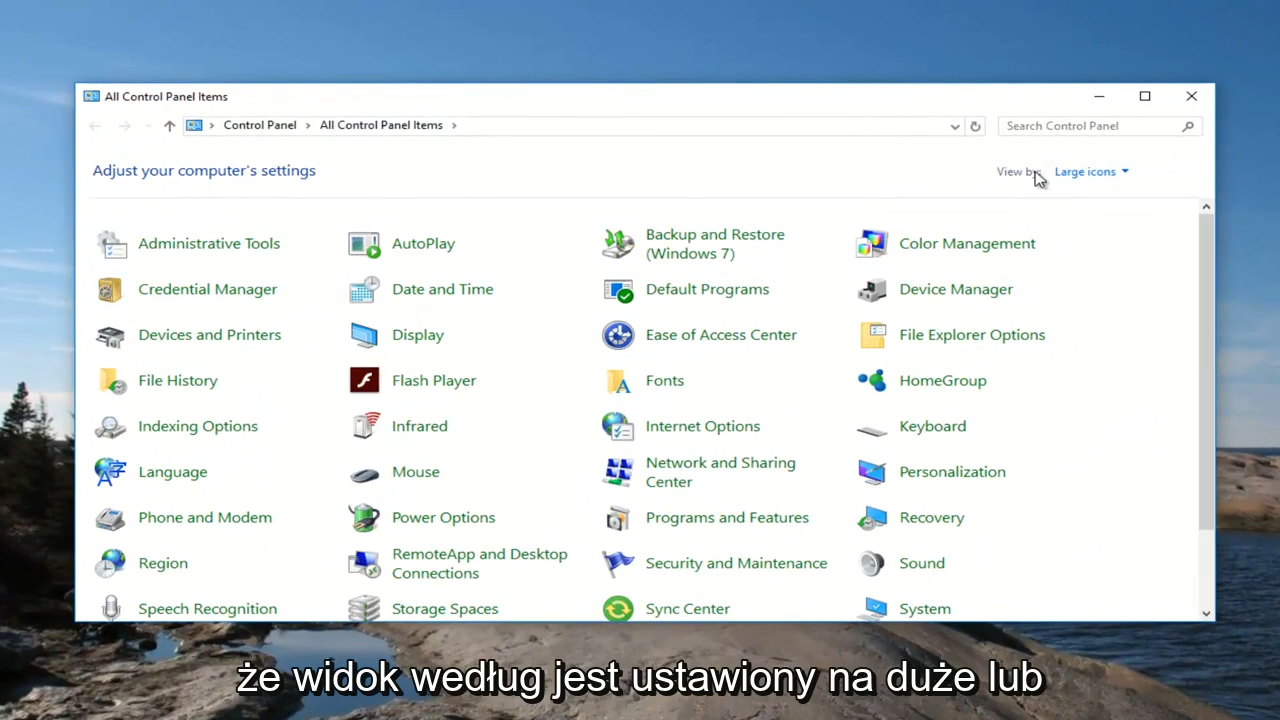 All Control Panel Items
Control Panel > All Control Panel Items >
Search Control Panel
Adjust your computer's settings
View by: Large icons
Administrative Tools
AutoPlay
Backup and Restore
(Windows 7)
Color Management
Credential Manager
Date and Time
Default Programs
Device Manager
Devices and Printers
Display
Ease of Access Center
File Explorer Options
File History
Flash Player
Fonts
HomeGroup
Indexing Options
Infrared
Internet Options
Keyboard
Language
Mouse
Network and Sharing
Center
Personalization
Phone and Modem
Power Options
Programs and Features
Recovery
Region
RemoteApp and Desktop
Connections
Security and Maintenance
Sound
Speech Recognition
Storage Spaces
Sync Center
System
że widok według jest ustawiony na duże lub